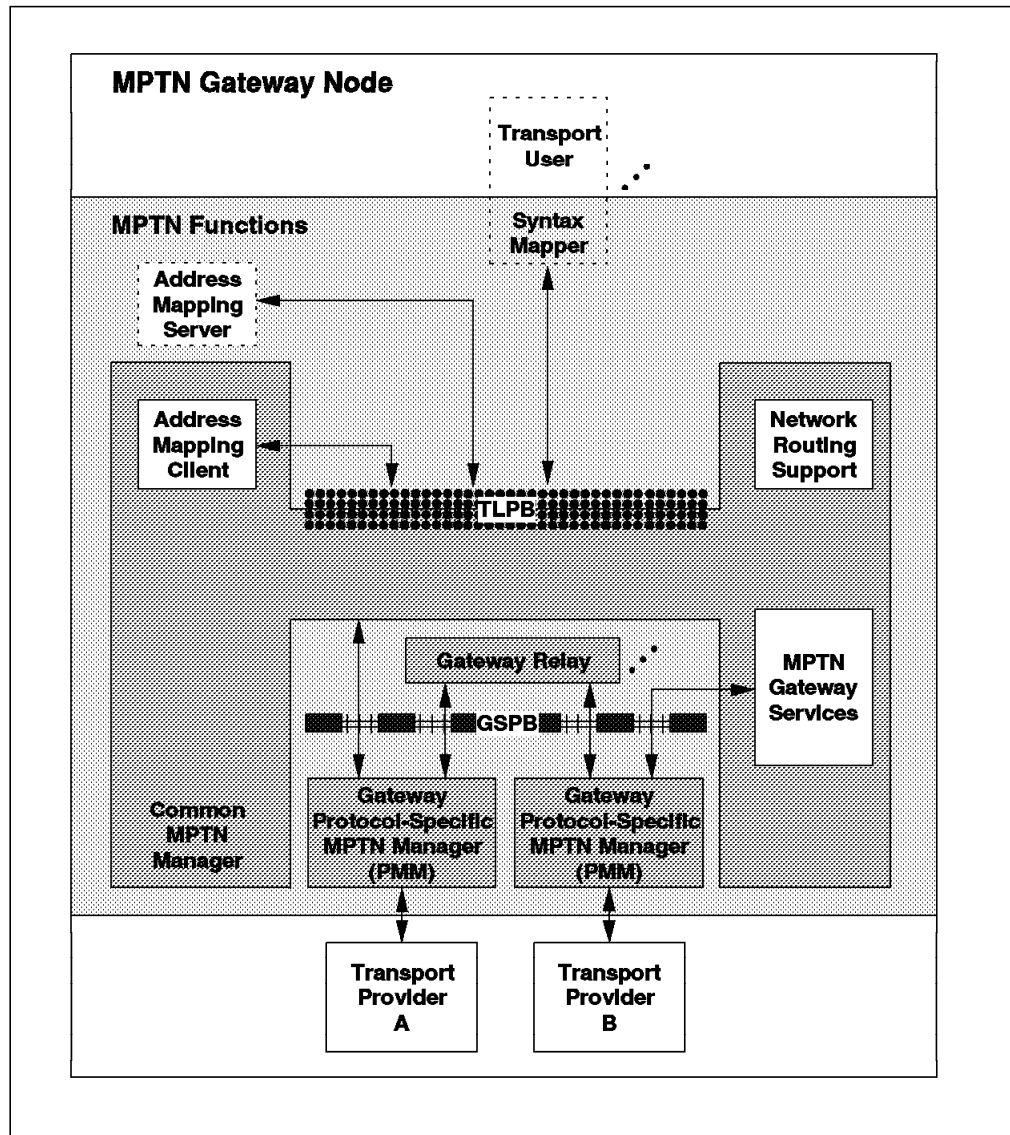 MPTN Gateway Node
Transport
User
MPTN Functions
Syntax
Mapper
Address
Mapping
Server
Address
Mapping
Client
Network
Routing
Support
TLPB
Gateway Relay
MPTN
Gateway
Services
GSPB
Common
MPTN
Manager
Gateway
Protocol-Specific
MPTN Manager
(PMM)
Gateway
Protocol-Specific
MPTN Manager
(PMM)
Transport
Provider
A
Transport
Provider
B